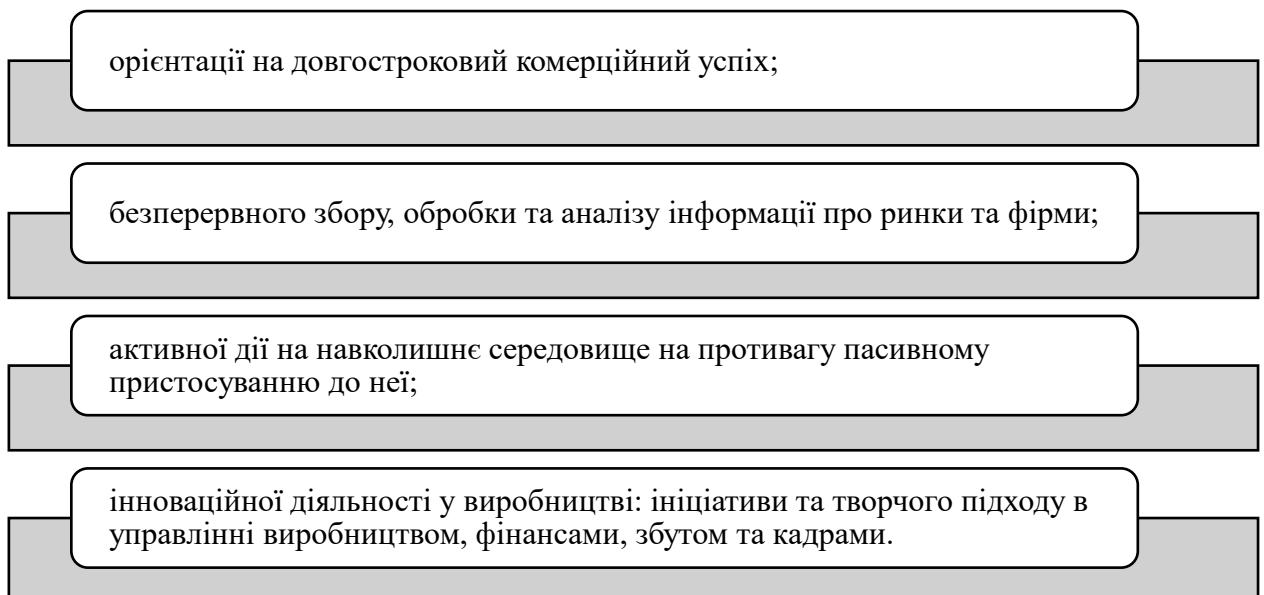 орієнтації на довгостроковий комерційний успіх;
безперервного збору, обробки та аналізу інформації про ринки та фірми;
активної дії на навколишнє середовище на противагу пасивному
пристосуванню до неї;
інноваційної діяльності у виробництві: ініціативи та творчого підходу в
управлінні виробництвом, фінансами, збутом та кадрами.